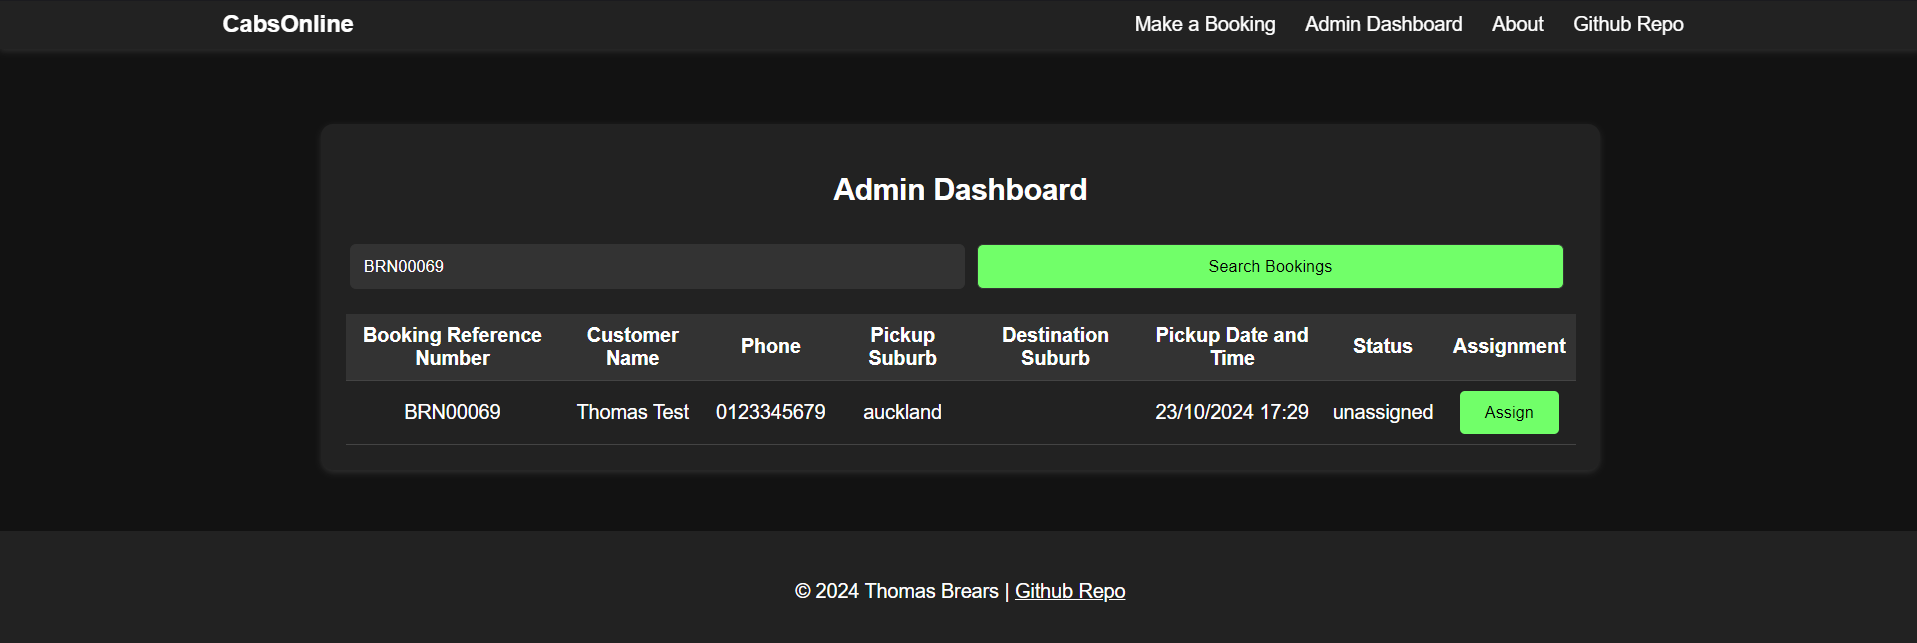 CabsOnline Make a Booking Admin Dashboard About Github Repo
Admin Dashboard
BRN00069 Search Bookings
Booking Reference Number Customer Name Phone Pickup Suburb Destination Suburb Pickup Date and Time Status Assignment
BRN00069 Thomas Test 0123345679 auckland 23/10/2024 17:29 unassigned Assign
© 2024 Thomas Brears | Github Repo